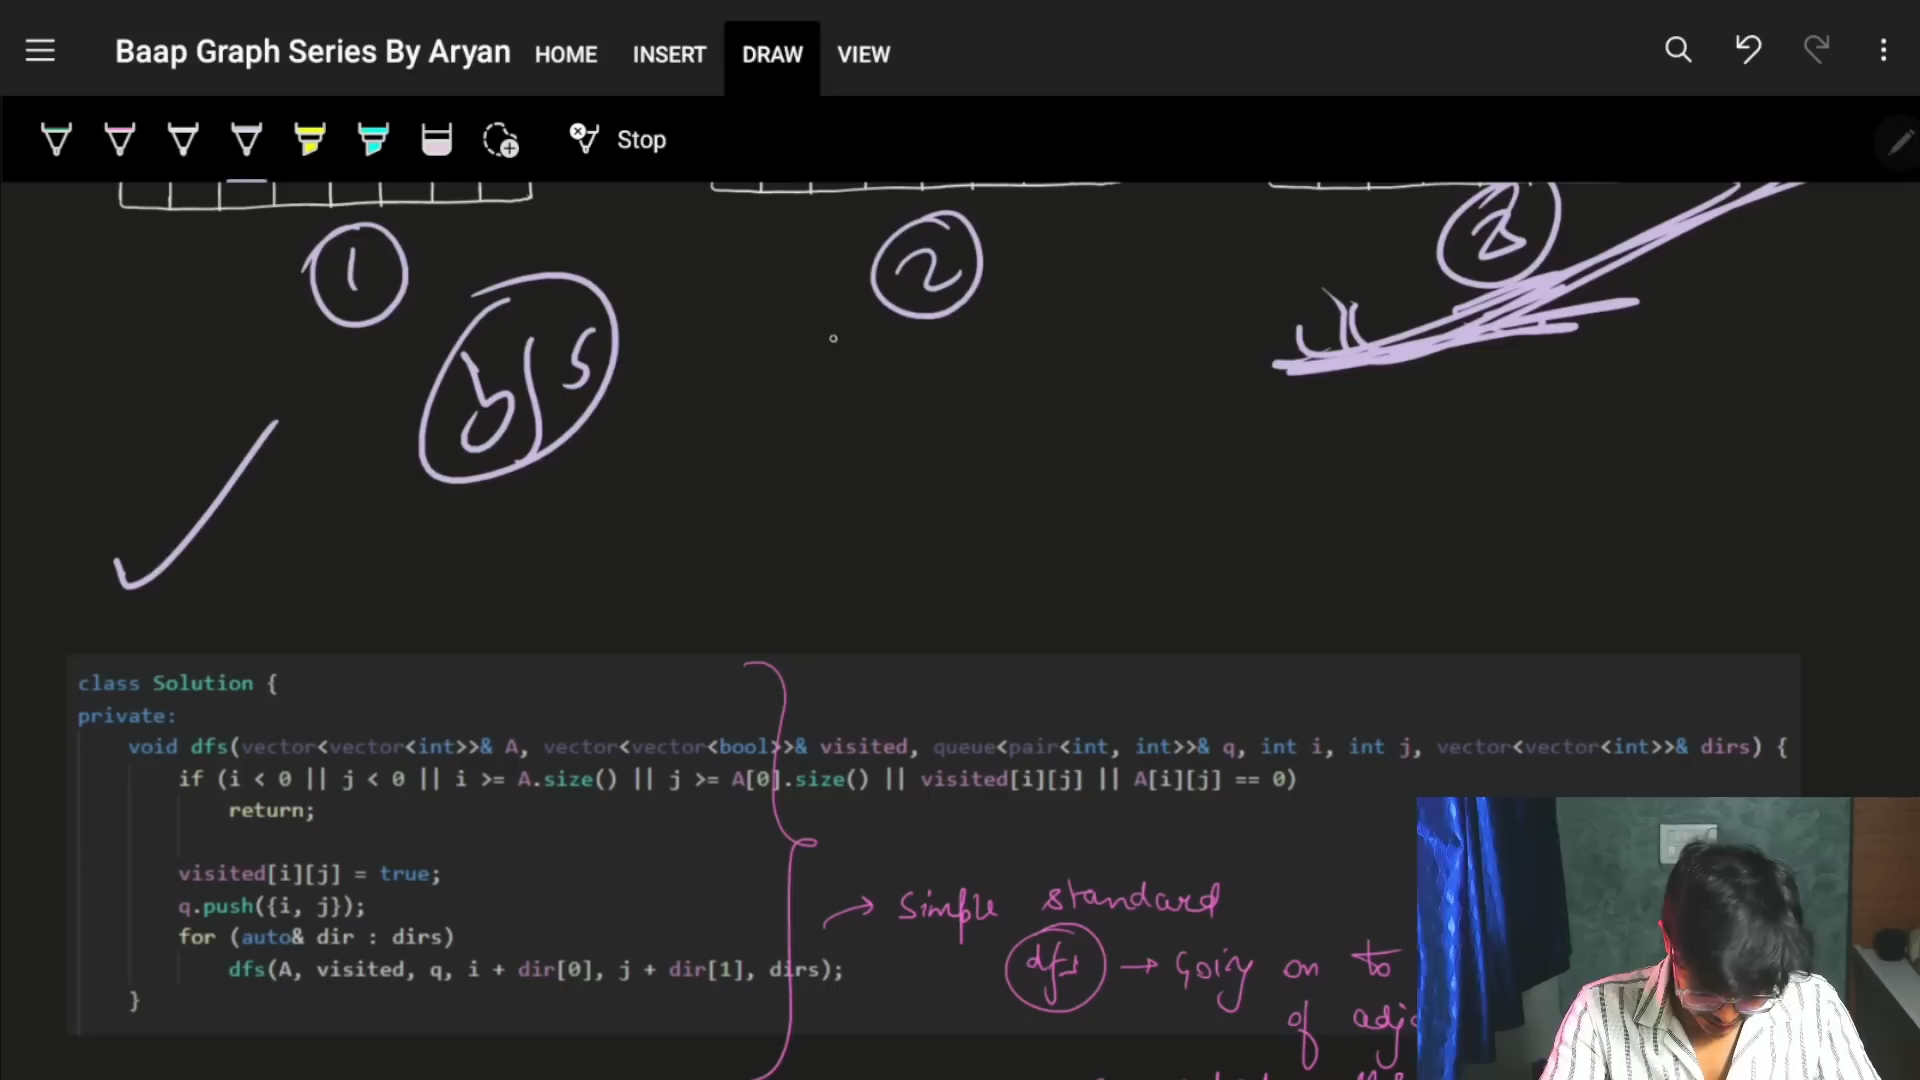 Baap Graph Series By Aryan HOME INSERT DRAW VIEW
Stop
1
2
3
bfs
class Solution {
private:
void dfs(vector<vector<int>>& A, vector<vector<bool>>& visited, queue<pair<int, int>>& q, int i, int j, vector<vector<int>>& dirs) {
if (i < 0 || j < 0 || i >= A.size() || j >= A[0].size() || visited[i][j] || A[i][j] == 0)
return;
visited[i][j] = true;
q.push({i, j});
for (auto& dir : dirs)
dfs(A, visited, q, i + dir[0], j + dir[1], dirs);
}
→ Simple standard
dfs → Going on to
of adj